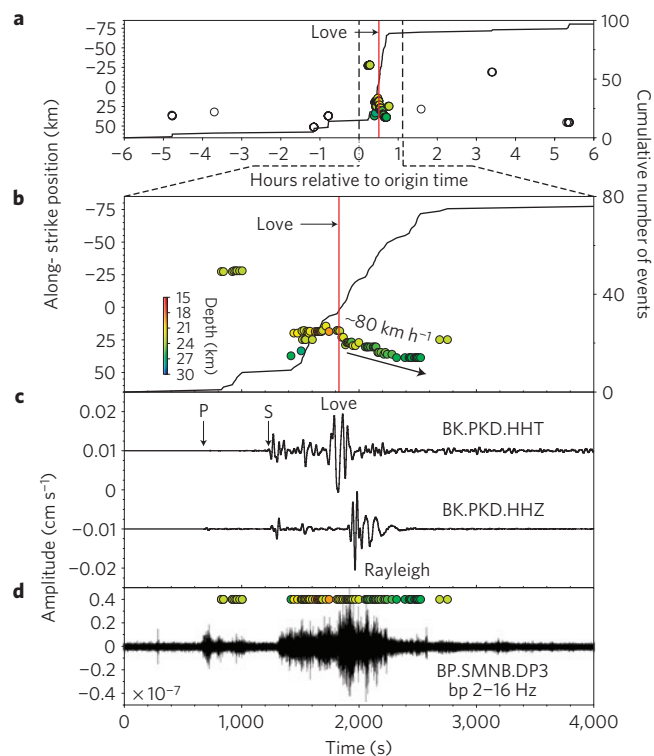 a
−75
−50
−25
0
25
50
Love
100
75
50
25
0
−6 −5 −4 −3 −2 −1 0 1 2 3 4 5 6
Hours relative to origin time
Along- strike position (km)
Cumulative number of events
b
−75
−50
−25
0
25
50
Love
80
60
40
20
0
15
18
21
24
27
30
Depth (km)
~80 km h⁻¹
c
0.02
0.01
0
−0.01
−0.02
P
S
Love
BK.PKD.HHT
BK.PKD.HHZ
Rayleigh
Amplitude (cm s⁻¹)
d
0.4
0.2
0
−0.2
−0.4
×10⁻⁷
BP.SMNB.DP3
bp 2−16 Hz
0 1,000 2,000 3,000 4,000
Time (s)